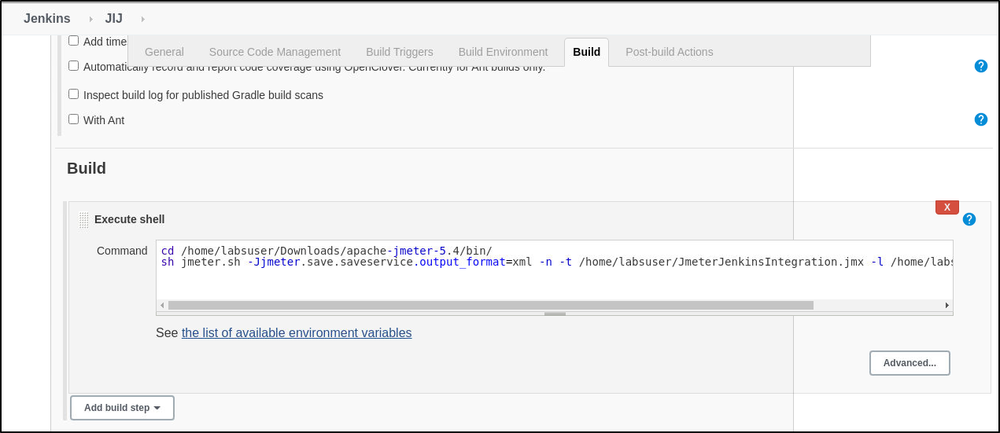 Jenkins JIJ
Add time
General Source Code Management Build Triggers Build Environment Build Post-build Actions
Automatically record and report code coverage using OpenClover. Currently for Ant builds only.
Inspect build log for published Gradle build scans
With Ant
Build
X
Execute shell
Command
cd /home/labsuser/Downloads/apache-jmeter-5.4/bin/
sh jmeter.sh -Jjmeter.save.saveservice.output_format=xml -n -t /home/labsuser/JmeterJenkinsIntegration.jmx -l /home/labs
See the list of available environment variables
Advanced...
Add build step